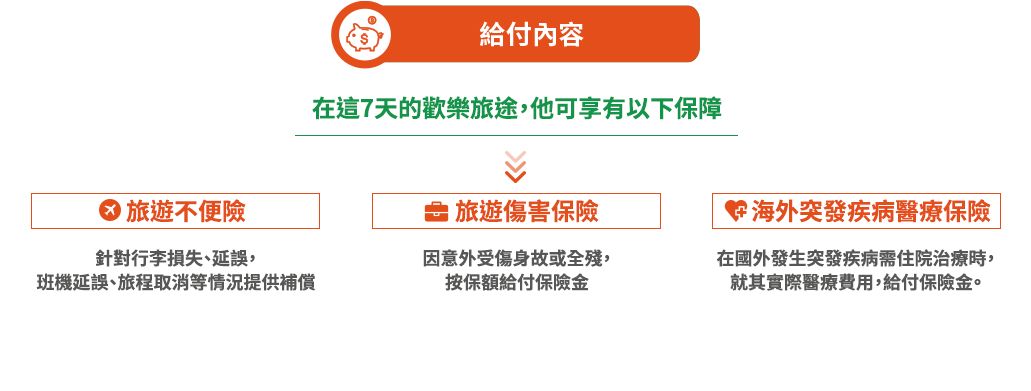 給付內容
在這7天的歡樂旅途，他可享有以下保障
旅遊不便險
針對行李損失、延誤，
班機延誤、旅程取消等情況提供補償
旅遊傷害保險
因意外受傷身故或全殘，
按保額給付保險金
海外突發疾病醫療保險
在國外發生突發疾病需住院治療時，
就其實際醫療費用，給付保險金。